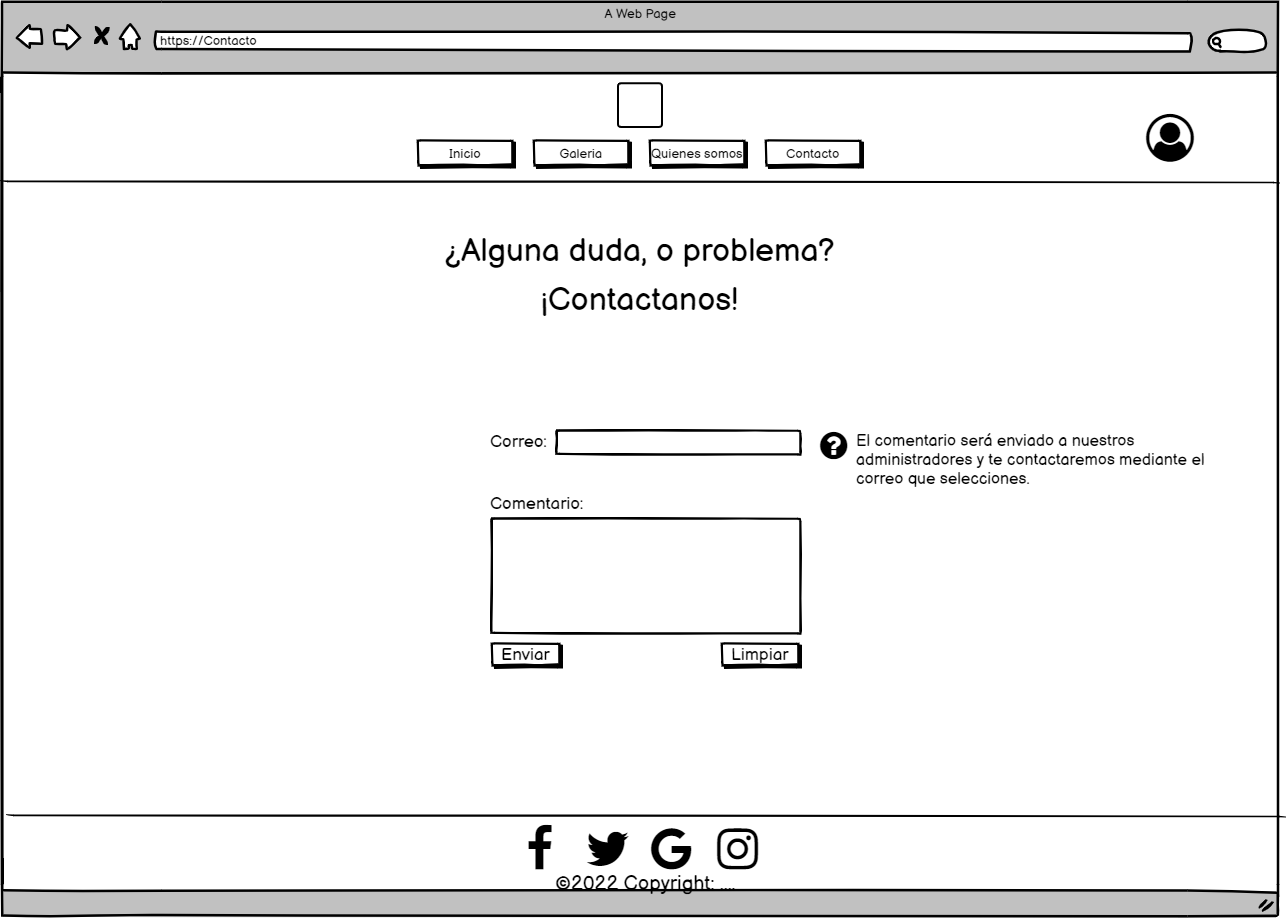 A Web Page
https://Contacto
Inicio
Galeria
Quienes somos
Contacto
¿Alguna duda, o problema?
¡Contactanos!
Correo:
El comentario será enviado a nuestros
administradores y te contactaremos mediante el
correo que selecciones.
Comentario:
Enviar
Limpiar
©2022 Copyright: ....